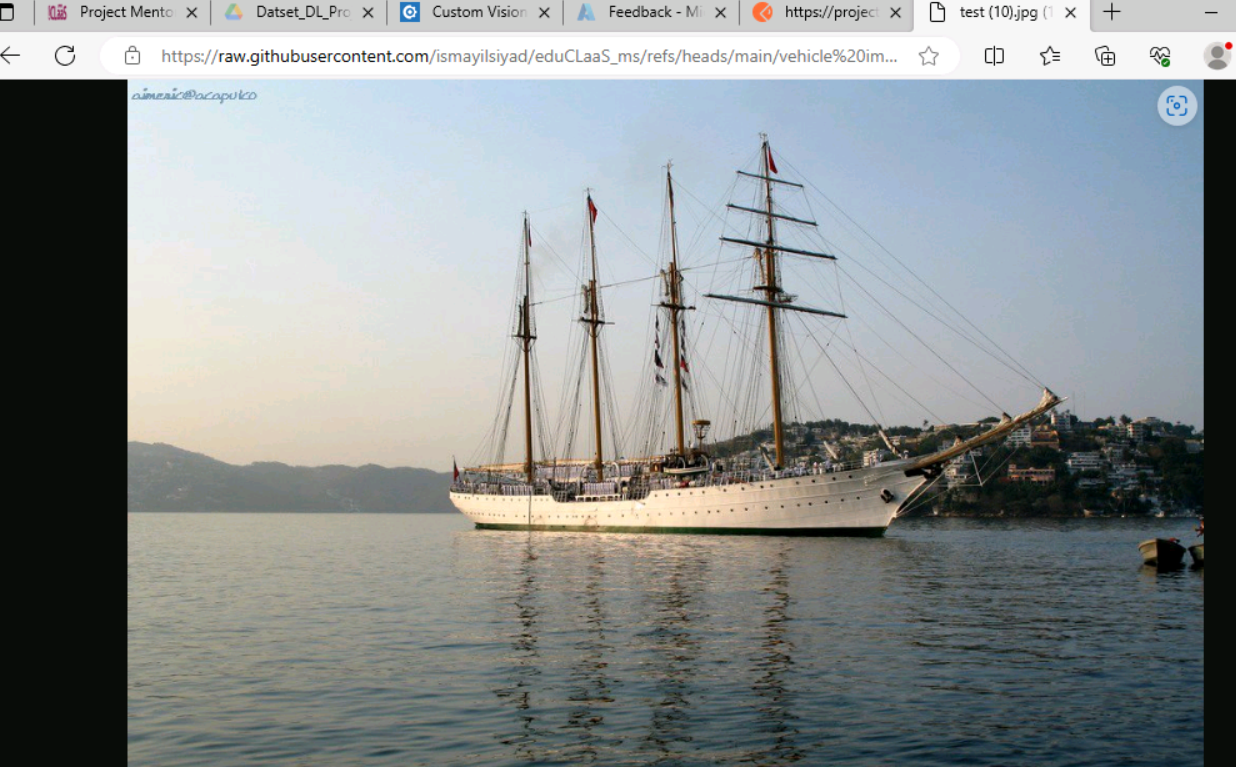 Project Mento
Datset_DL_Pro
Custom Vision
Feedback - Mi
https://project
test (10).jpg (1
https://raw.githubusercontent.com/ismayilsiyad/eduCLaaS_ms/refs/heads/main/vehicle%20im...
aimeric@acapulco